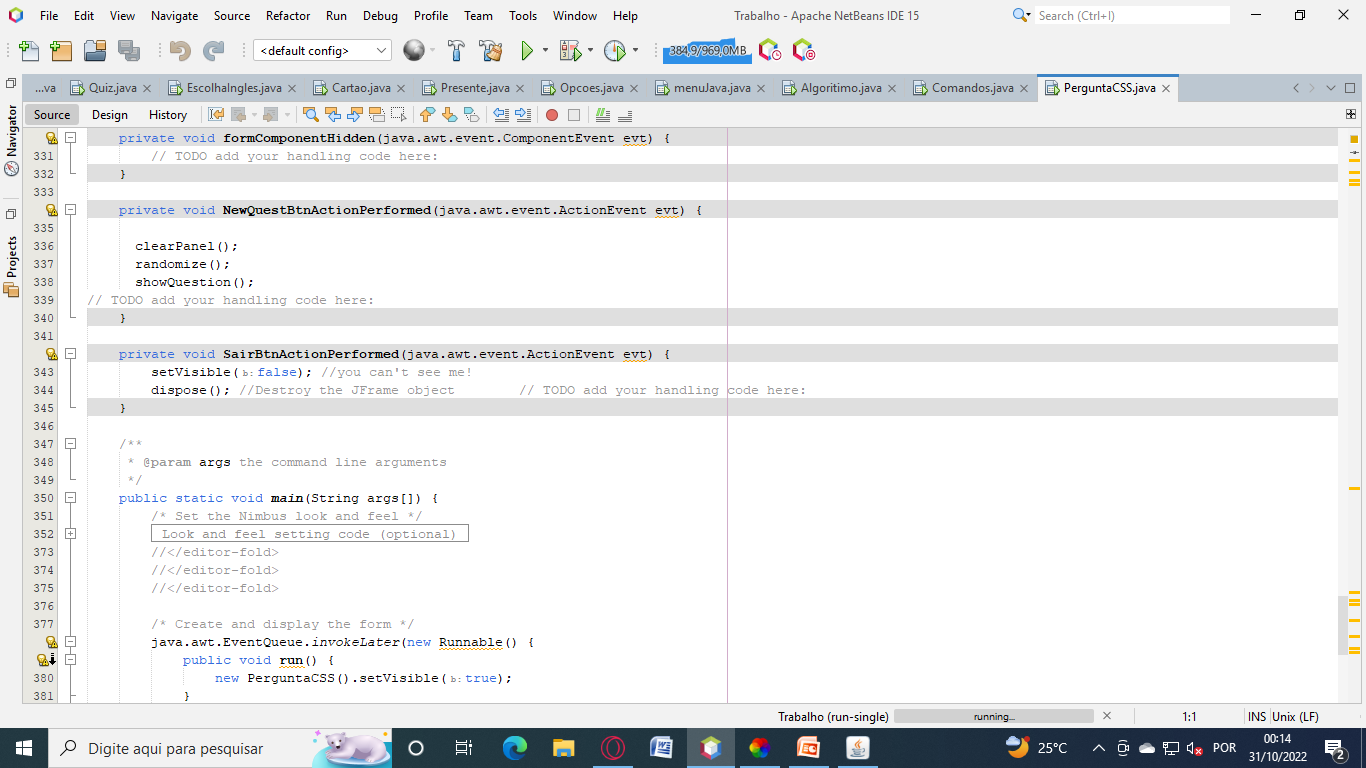 File Edit View Navigate Source Refactor Run Debug Profile Team Tools Window Help Trabalho - Apache NetBeans IDE 15 Search (Ctrl+I)
<default config> 384,9/969,0MB
...va Quiz.java EscolhaIngles.java Cartao.java Presente.java Opcoes.java menuJava.java Algoritimo.java Comandos.java PerguntaCSS.java
Source Design History
Navigator
Projects
private void formComponentHidden(java.awt.event.ComponentEvent evt) {
331 // TODO add your handling code here:
332 }
333
private void NewQuestBtnActionPerformed(java.awt.event.ActionEvent evt) {
335
336 clearPanel();
337 randomize();
338 showQuestion();
339 // TODO add your handling code here:
340 }
341
private void SairBtnActionPerformed(java.awt.event.ActionEvent evt) {
343 setVisible(b:false); //you can't see me!
344 dispose(); //Destroy the JFrame object // TODO add your handling code here:
345 }
346
347 /**
348 * @param args the command line arguments
349 */
350 public static void main(String args[]) {
351 /* Set the Nimbus look and feel */
352 Look and feel setting code (optional)
373 //</editor-fold>
374 //</editor-fold>
375 //</editor-fold>
376
377 /* Create and display the form */
java.awt.EventQueue.invokeLater(new Runnable() {
public void run() {
380 new PerguntaCSS().setVisible(b:true);
381 }
Trabalho (run-single) running... 1:1 INS Unix (LF)
Digite aqui para pesquisar 25°C POR 00:14
31/10/2022 2